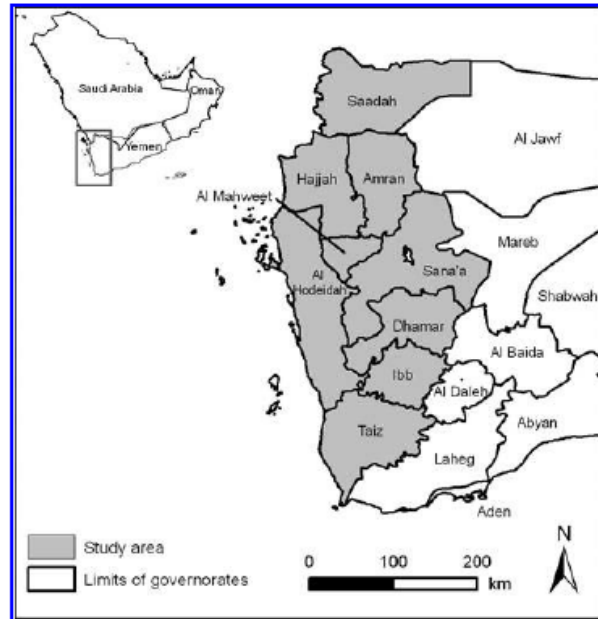 Saudi Arabia
Oman
Yemen
Saadah
Al Jawf
Hajjah
Amran
Al Mahweet
Mareb
Sana'a
Al
Hodeidah
Shabwah
Dhamar
Al Baida
Ibb
Al Daleh
Abyan
Taiz
Laheg
Aden
Study area
Limits of governorates
0 100 200
km
N